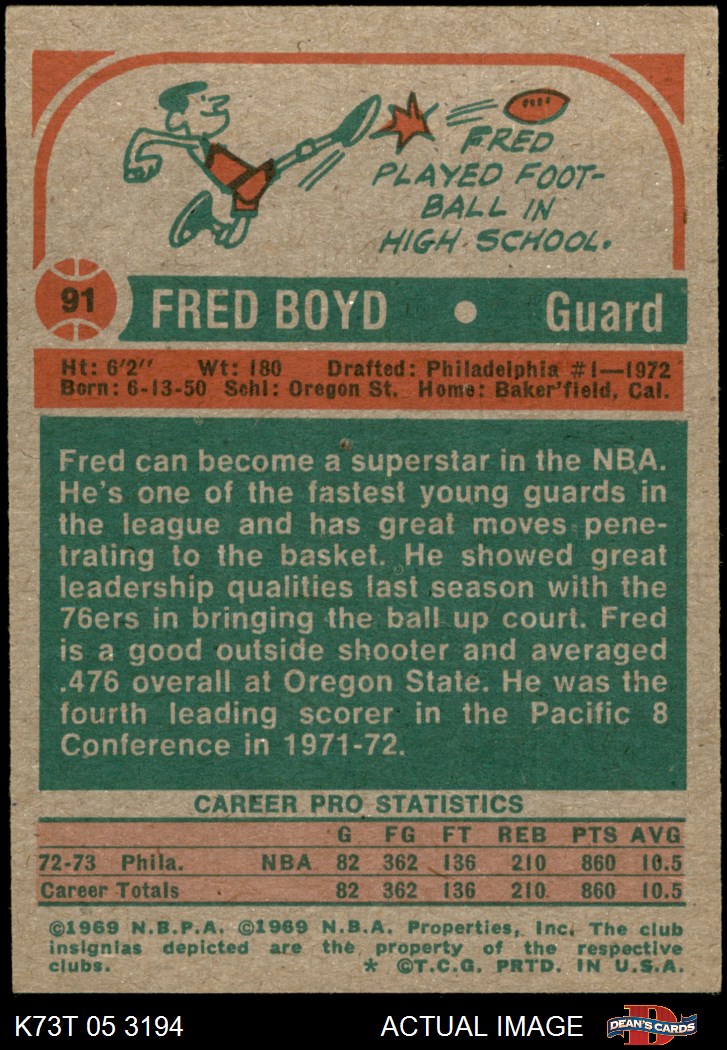 FRED
PLAYED FOOT-
BALL IN
HIGH SCHOOL.
91
FRED BOYD • Guard
Ht: 6'2" Wt: 180 Drafted: Philadelphia #1—1972
Born: 6-13-50 Schl: Oregon St. Home: Baker'field, Cal.
Fred can become a superstar in the NBA.
He's one of the fastest young guards in
the league and has great moves pene-
trating to the basket. He showed great
leadership qualities last season with the
76ers in bringing the ball up court. Fred
is a good outside shooter and averaged
.476 overall at Oregon State. He was the
fourth leading scorer in the Pacific 8
Conference in 1971-72.
CAREER PRO STATISTICS
G FG FT REB PTS AVG
72-73 Phila. NBA 82 362 136 210 860 10.5
Career Totals 82 362 136 210 860 10.5
©1969 N.B.P.A. ©1969 N.B.A. Properties, Inc. The club
insignias depicted are the property of the respective
clubs. * ©T.C.G. PRTD. IN U.S.A.
K73T 05 3194 ACTUAL IMAGE D DEAN'S CARDS